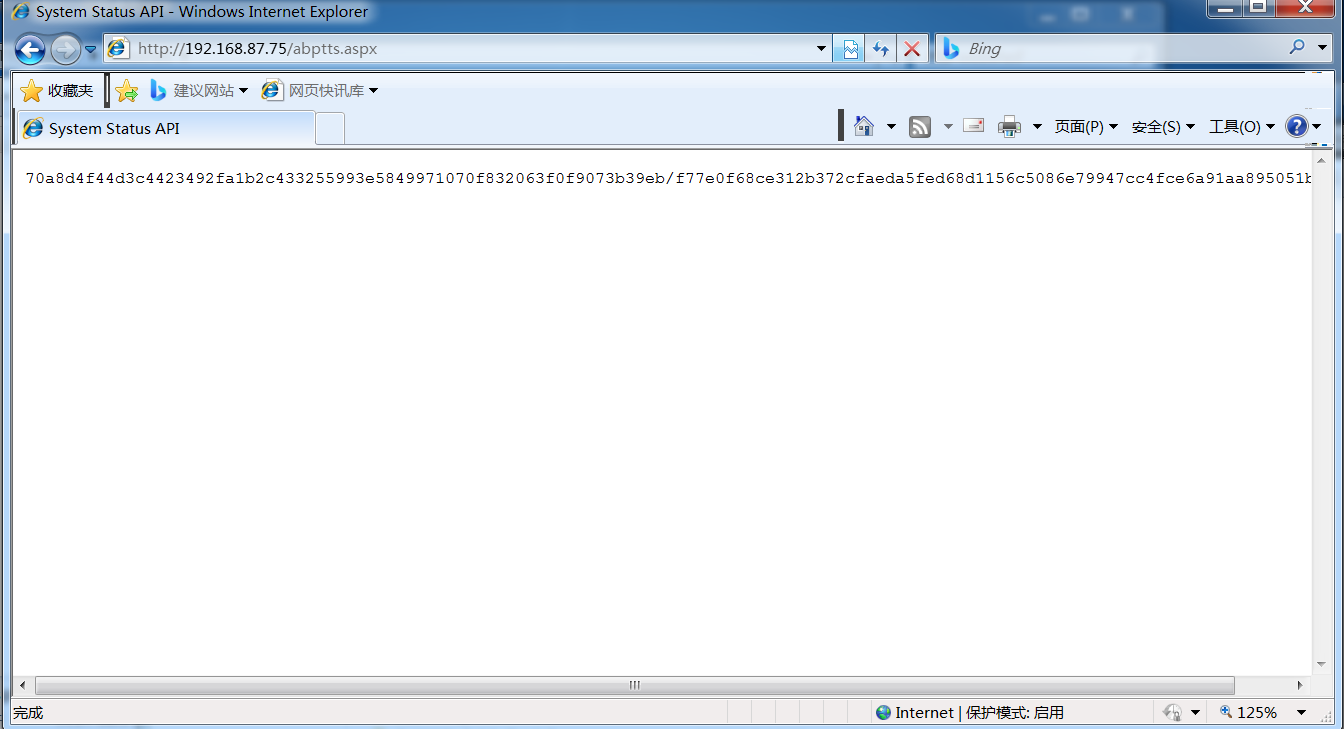 System Status API - Windows Internet Explorer
http://192.168.87.75/abptts.aspx
Bing
收藏夹
建议网站
网页快讯库
System Status API
页面(P)
安全(S)
工具(O)
70a8d4f44d3c4423492fa1b2c433255993e5849971070f832063f0f9073b39eb/f77e0f68ce312b372cfaeda5fed68d1156c5086e79947cc4fce6a91aa895051b
完成
Internet | 保护模式: 启用
125%